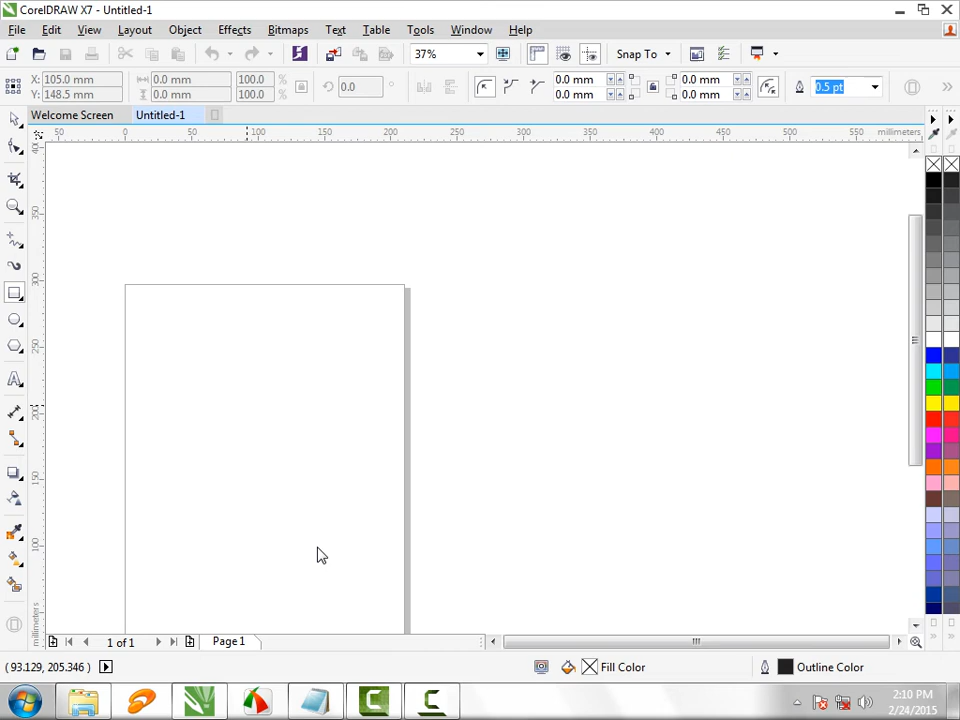 CorelDRAW X7 - Untitled-1
File Edit View Layout Object Effects Bitmaps Text Table Tools Window Help
37% Snap To
X: 105.0 mm 0.0 mm 100.0 % 0.0 ° 0.0 mm 0.0 mm 0.5 pt
Y: 148.5 mm 0.0 mm 100.0 % 0.0 mm 0.0 mm
Welcome Screen Untitled-1
50 0 50 100 150 200 250 300 350 400 450 500 550 millimeters
350
300
250
200
150
100
millimeters
1 of 1 Page 1
(93.129, 205.346) Fill Color Outline Color
2:10 PM
2/24/2015